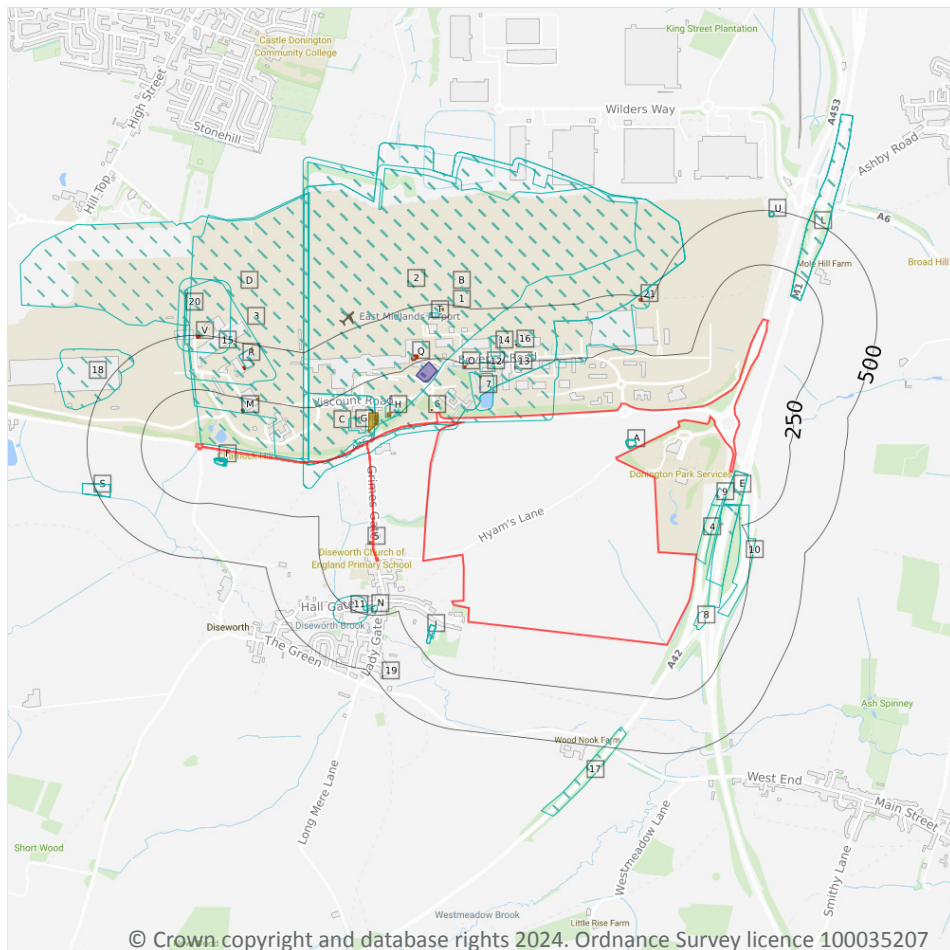 King Street Plantation
Castle Donington
Community College
High Street
Wilders Way
A453
Stonehill
Ashby Road
Hill Top
U
L
A6
Mole Hill Farm
Broad Hill
M1
D
2
B
20
1
21
3
East Midlands Airport
500
V
15
14
16
R
Q
O
12
13
18
7
M
Viscount Road
H
C
G
250
A
F
Donington Park Services
S
9
E
Grimes Gate
Hyam's Lane
4
Diseworth Church of
England Primary School
10
Hall Gate
11
N
8
Diseworth
Diseworth Brook
The Green
Lady Gate
19
A42
Ash Spinney
Wood Nook Farm
17
West End
Long Mere Lane
Main Street
Short Wood
Westmeadow Lane
Smithy Lane
Westmeadow Brook
Little Rise Farm
© Crown copyright and database rights 2024. Ordnance Survey licence 100035207